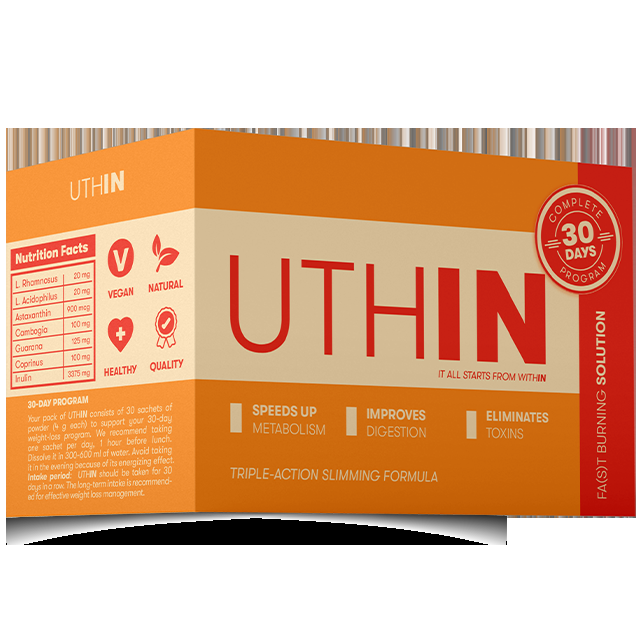 UTHIN
Nutrition Facts
L. Rhamnosus 20 mg
L. Acidophilus 20 mg
Astaxanthin 900 mcg
Cambogia 100 mg
Guarana 125 mg
Coprinus 100 mg
Inulin 3375 mg
V
VEGAN
NATURAL
HEALTHY
QUALITY
30-DAY PROGRAM
Your pack of UTHIN consists of 30 sachets of
powder (4 g each) to support your 30-day
weight-loss program. We recommend taking
one sachet per day, 1 hour before lunch.
Dissolve it in 300-600 ml of water. Avoid taking
it in the evening because of its energizing effect.
Intake period: UTHIN should be taken for 30
days in a row. The long-term intake is recommend-
ed for effective weight loss management.
UTHIN
IT ALL STARTS FROM WITHIN
SPEEDS UP
METABOLISM
IMPROVES
DIGESTION
ELIMINATES
TOXINS
TRIPLE-ACTION SLIMMING FORMULA
COMPLETE
30
DAYS
PROGRAM
FA(S)T BURNING SOLUTION